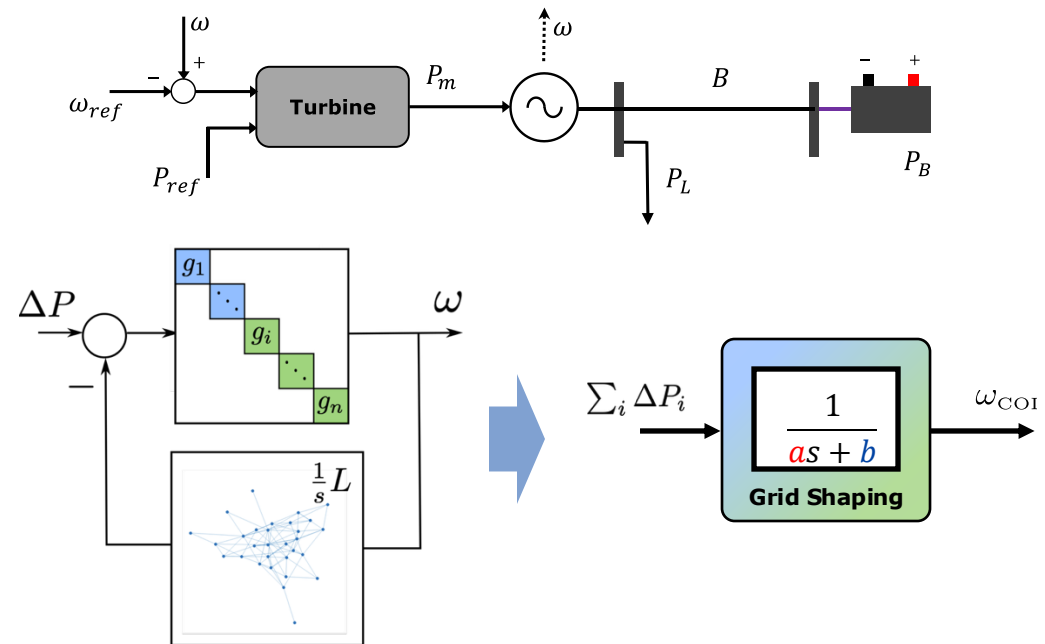 ω
ω
− +
− +
B
P_m
ω_ref
Turbine
P_ref
P_L
P_B
g_1
⋱
ΔP
ω
g_i
⋱
−
g_n
∑_i ΔP_i
ω_COI
1
as + b
Grid Shaping
1/s L